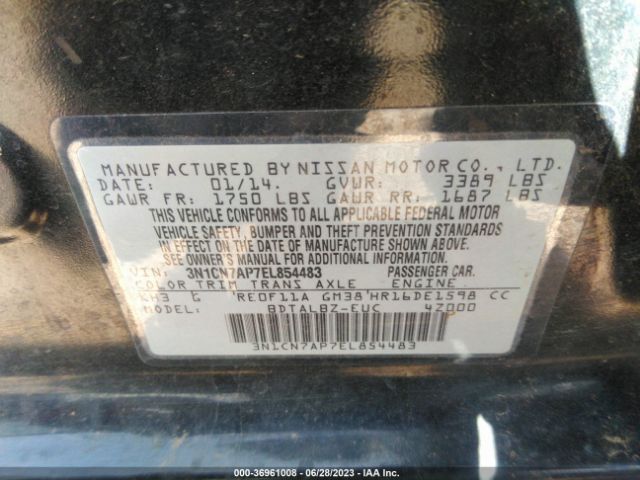 MANUFACTURED BY NISSAN MOTOR CO., LTD.
DATE: 01/14. GVWR: 3389 LBS
GAWR FR: 1750 LBS GAWR RR: 1687 LBS
THIS VEHICLE CONFORMS TO ALL APPLICABLE FEDERAL MOTOR
VEHICLE SAFETY, BUMPER AND THEFT PREVENTION STANDARDS
IN EFFECT ON THE DATE OF MANUFACTURE SHOWN ABOVE.
SEE OWNER'S MANUAL FOR ADDITIONAL INFORMATION.
VIN: 3N1CN7AP7EL854483 PASSENGER CAR.
COLOR TRIM TRANS AXLE ENGINE
KH3 G 'RE0F11A GM38'HR16DE1598 CC
MODEL: BDTALBZ-EUC 42000
3N1CN7AP7EL854483
000-36961008 | 06/28/2023 | IAA Inc.